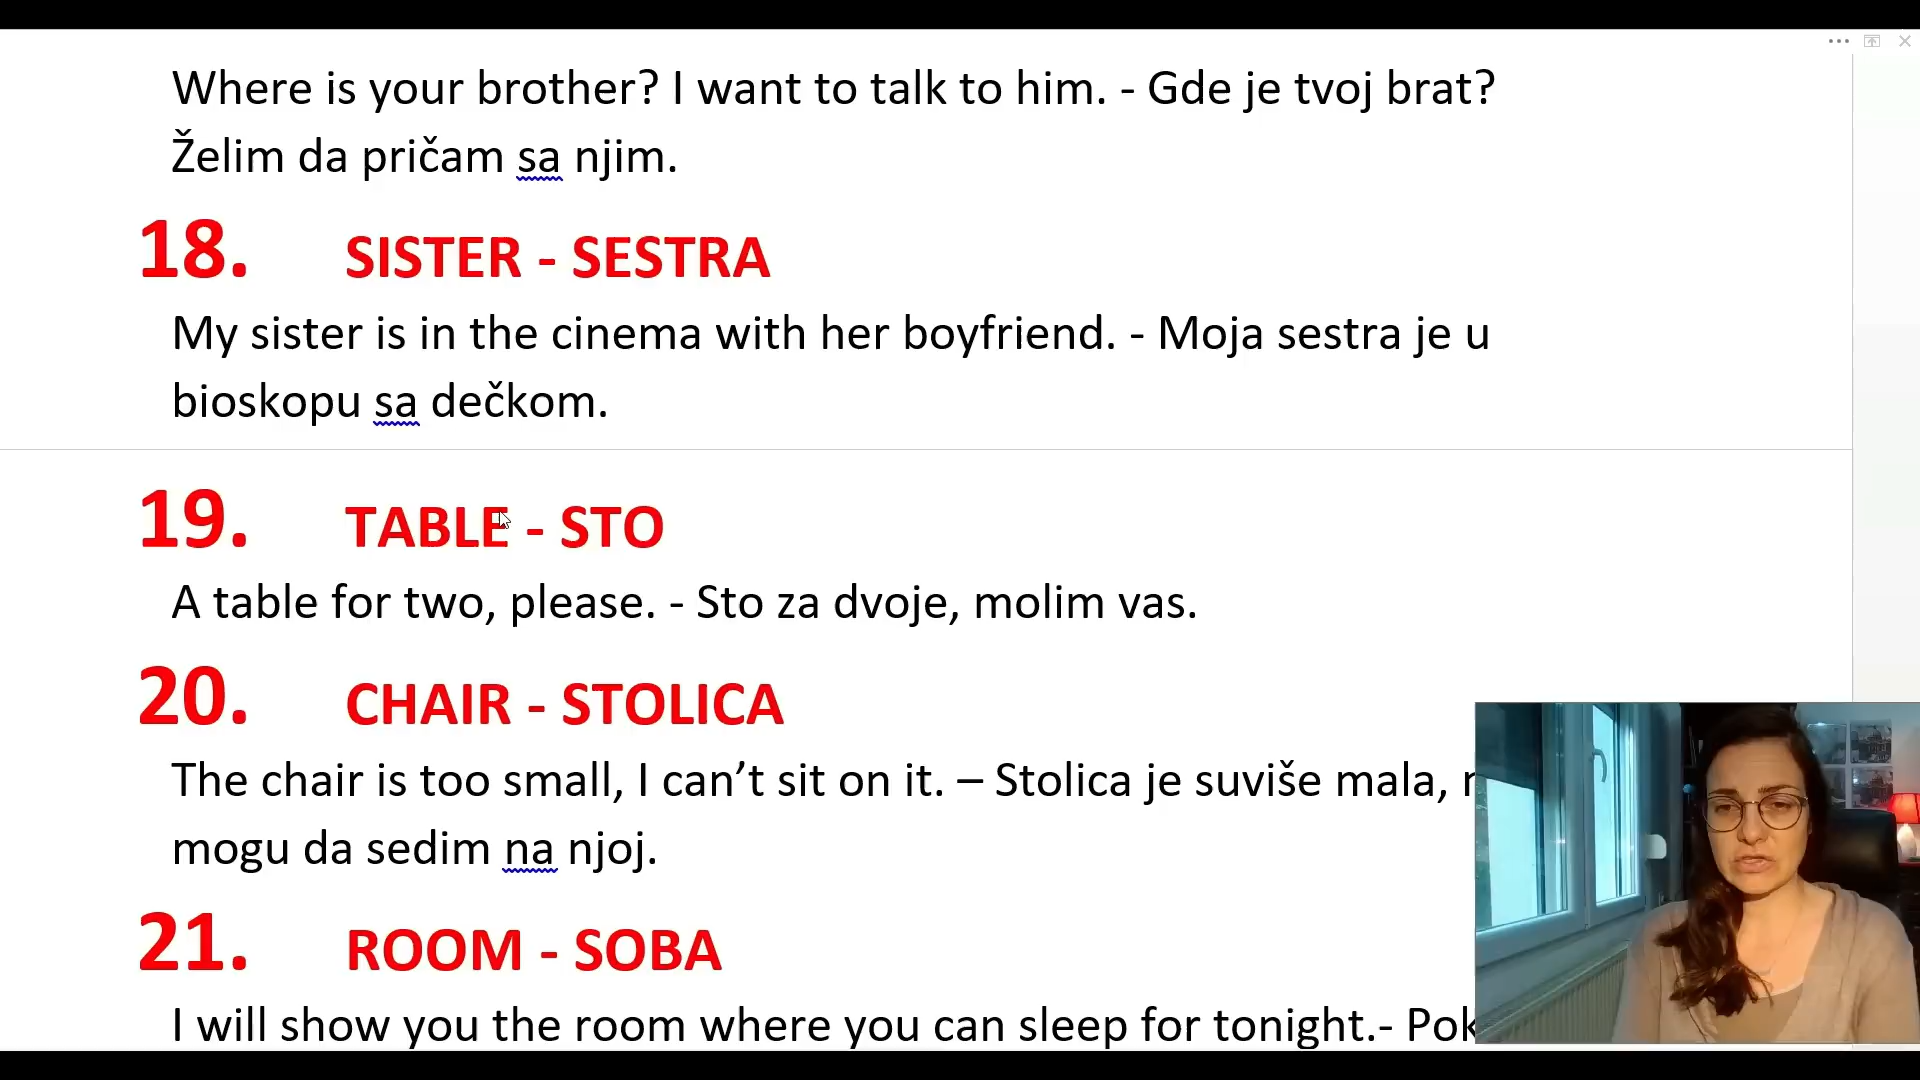 Where is your brother? I want to talk to him. - Gde je tvoj brat?
Želim da pričam sa njim.
18. SISTER - SESTRA
My sister is in the cinema with her boyfriend. - Moja sestra je u
bioskopu sa dečkom.
19. TABLE - STO
A table for two, please. - Sto za dvoje, molim vas.
20. CHAIR - STOLICA
The chair is too small, I can’t sit on it. – Stolica je suviše mala,
mogu da sedim na njoj.
21. ROOM - SOBA
I will show you the room where you can sleep for tonight.-